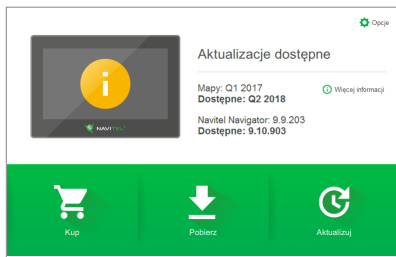 Opcje
i
Aktualizacje dostępne
Mapy: Q1 2017
Dostępne: Q2 2018
i Więcej informacji
Navitel Navigator: 9.9.203
Dostępne: 9.10.903
NAVITEL
Kup
Pobierz
Aktualizuj